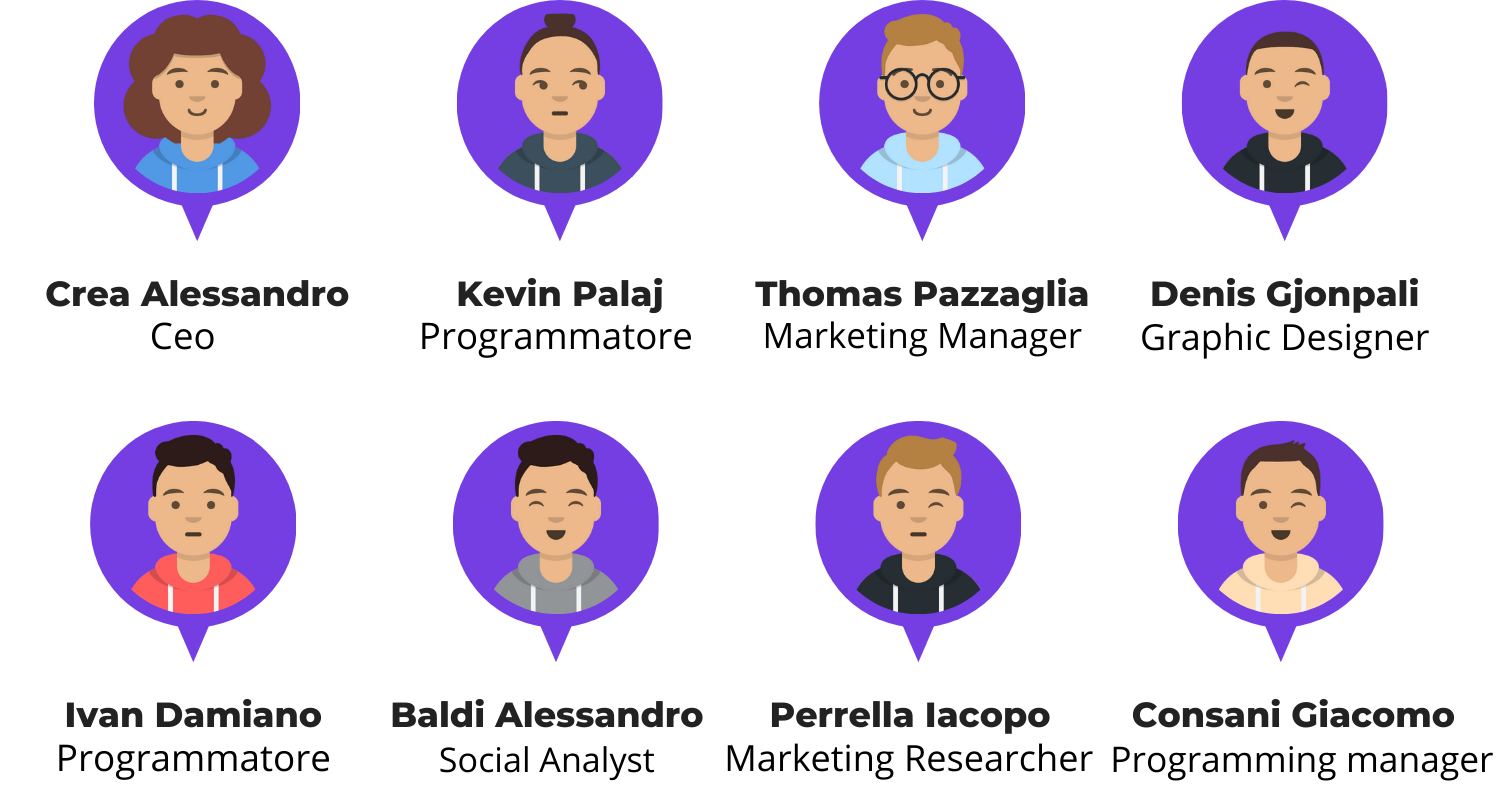 Crea Alessandro
Ceo
Kevin Palaj
Programmatore
Thomas Pazzaglia
Marketing Manager
Denis Gjonpali
Graphic Designer
Ivan Damiano
Programmatore
Baldi Alessandro
Social Analyst
Perrella Iacopo
Marketing Researcher
Consani Giacomo
Programming manager